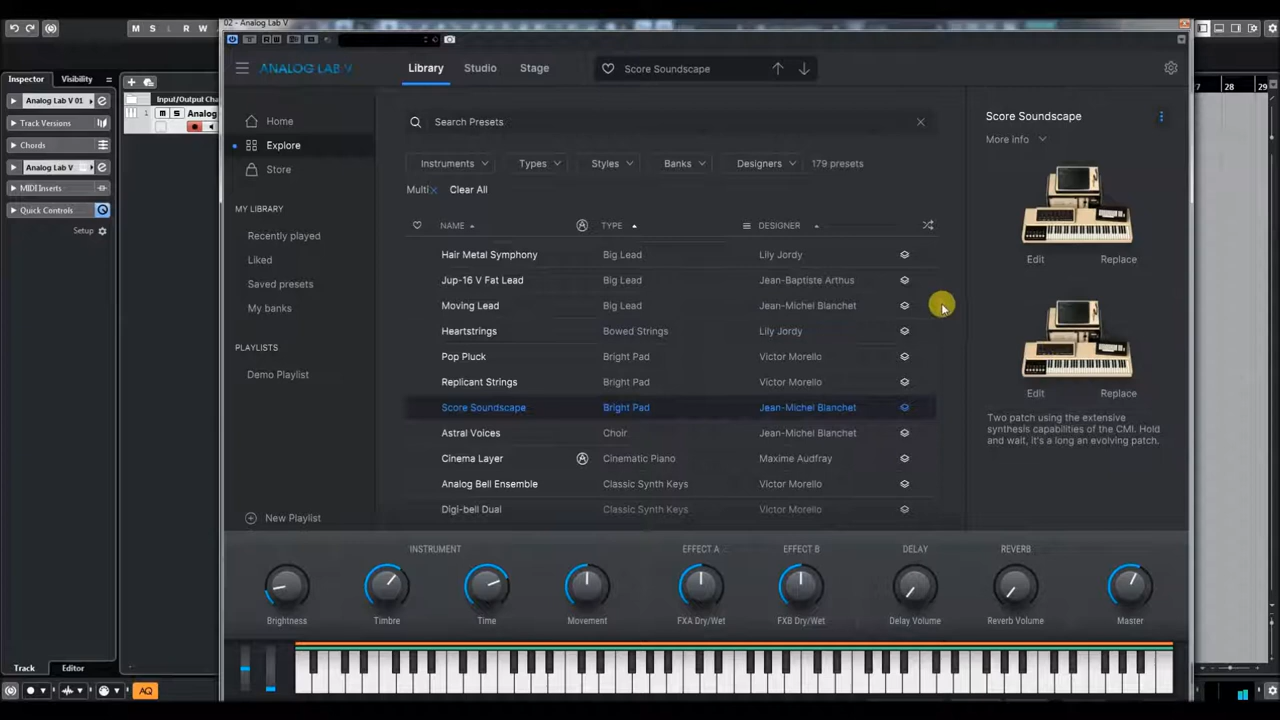 02 - Analog Lab V
M S L R W
Inspector Visibility
Analog Lab V 01
Track Versions
Chords
Analog Lab V
MIDI Inserts
Quick Controls
Setup
Input/Output Cha
1 m S Analog
ANALOG LAB V
Library Studio Stage
Score Soundscape
Home
Explore
Store
MY LIBRARY
Recently played
Liked
Saved presets
My banks
PLAYLISTS
Demo Playlist
New Playlist
Search Presets
Instruments Types Styles Banks Designers 179 presets
Multi× Clear All
NAME TYPE DESIGNER
Hair Metal Symphony Big Lead Lily Jordy
Jup-16 V Fat Lead Big Lead Jean-Baptiste Arthus
Moving Lead Big Lead Jean-Michel Blanchet
Heartstrings Bowed Strings Lily Jordy
Pop Pluck Bright Pad Victor Morello
Replicant Strings Bright Pad Victor Morello
Score Soundscape Bright Pad Jean-Michel Blanchet
Astral Voices Choir Jean-Michel Blanchet
Cinema Layer Cinematic Piano Maxime Audfray
Analog Bell Ensemble Classic Synth Keys Victor Morello
Digi-bell Dual Classic Synth Keys Victor Morello
Score Soundscape
More info
Edit Replace
Edit Replace
Two patch using the extensive
synthesis capabilities of the CMI. Hold
and wait, it's a long an evolving patch.
INSTRUMENT EFFECT A EFFECT B DELAY REVERB
Brightness Timbre Time Movement FXA Dry/Wet FXB Dry/Wet Delay Volume Reverb Volume Master
7 28 29
Track Editor
AQ